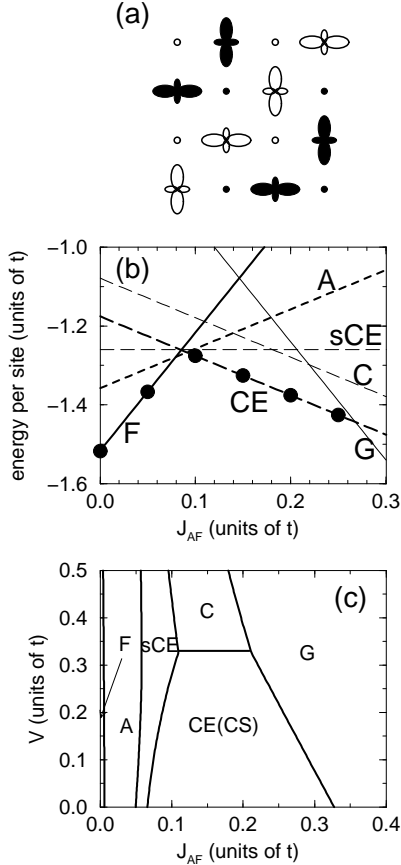 (a)
(b)
energy per site (units of t)
−1.0
−1.2
−1.4
−1.6
A
sCE
C
CE
F
G
0.0 0.1 0.2 0.3
J_AF (units of t)
(c)
V (units of t)
0.5
0.4
0.3
0.2
0.1
0.0
C
F
sCE
G
A
CE(CS)
0.0 0.1 0.2 0.3 0.4
J_AF (units of t)